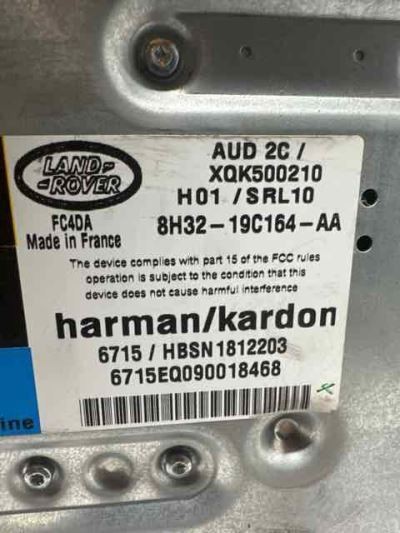 LAND-
-ROVER
AUD 2C /
XQK500210
H01 / SRL10
FC4DA
8H32-19C164-AA
Made in France
The device complies with part 15 of the FCC rules
operation is subject to the condition that this
device does not cause harmful interference
harman/kardon
6715 / HBSN1812203
6715EQ090018468
ine